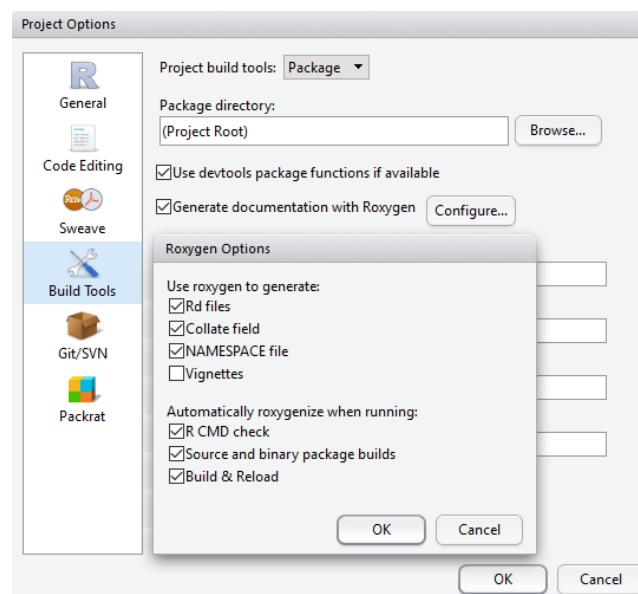 Project Options
General
Code Editing
Sweave
Build Tools
Git/SVN
Packrat
Project build tools: Package
Package directory:
(Project Root)
Browse...
Use devtools package functions if available
Generate documentation with Roxygen
Configure...
Roxygen Options
Use roxygen to generate:
Rd files
Collate field
NAMESPACE file
Vignettes
Automatically roxygenize when running:
R CMD check
Source and binary package builds
Build & Reload
OK Cancel
OK Cancel